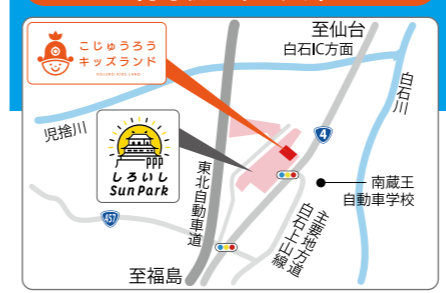 こじゅうろう
キッズランド
KOJURO KIDS LAND
至仙台
白石IC方面
白石川
児捨川
4
PPP
しろいし
Sun Park
南蔵王
自動車学校
東北自動車道
457
主要地方道
白石上山線
至福島